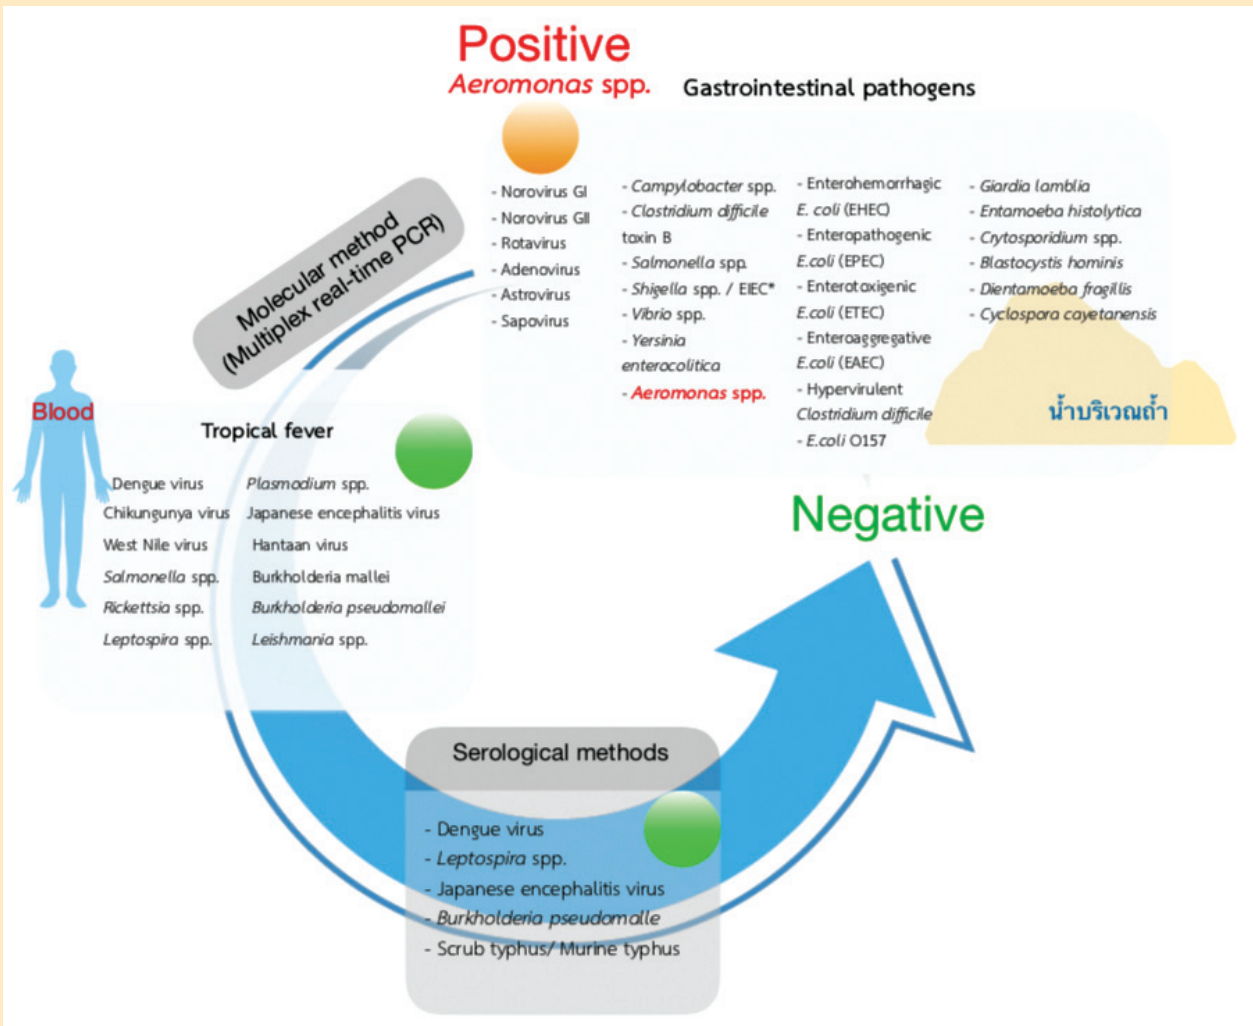 Positive
Aeromonas spp.
Gastrointestinal pathogens
- Norovirus GI
- Norovirus GII
- Rotavirus
- Adenovirus
- Astrovirus
- Sapovirus
- Campylobacter spp.
- Clostridium difficile
toxin B
- Salmonella spp.
- Shigella spp. / EIEC*
- Vibrio spp.
- Yersinia
enterocolitica
- Aeromonas spp.
- Enterohemorrhagic
E. coli (EHEC)
- Enteropathogenic
E.coli (EPEC)
- Enterotoxigenic
E.coli (ETEC)
- Enteroaggregative
E.coli (EAEC)
- Hypervirulent
Clostridium difficile
- E.coli O157
- Giardia lamblia
- Entamoeba histolytica
- Crytosporidium spp.
- Blastocystis hominis
- Dientamoeba fragillis
- Cyclospora cayetanensis
น้ำบริเวณถ้ำ
Molecular method
(Multiplex real-time PCR)
Blood
Tropical fever
Dengue virus
Chikungunya virus
West Nile virus
Salmonella spp.
Rickettsia spp.
Leptospira spp.
Plasmodium spp.
Japanese encephalitis virus
Hantaan virus
Burkholderia mallei
Burkholderia pseudomallei
Leishmania spp.
Negative
Serological methods
- Dengue virus
- Leptospira spp.
- Japanese encephalitis virus
- Burkholderia pseudomalle
- Scrub typhus/ Murine typhus